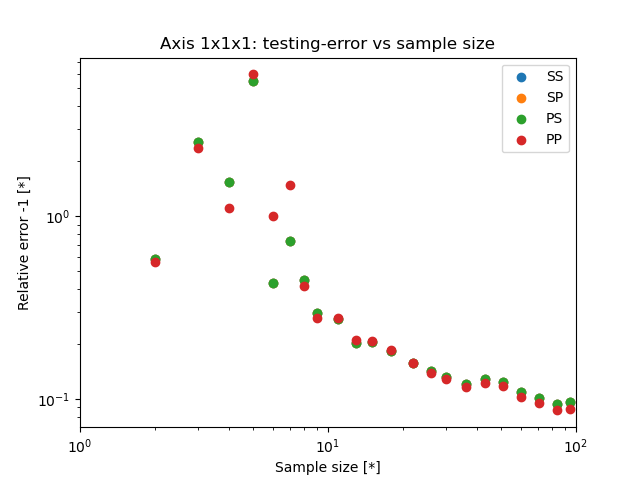 Axis 1x1x1: testing-error vs sample size
SS
SP
PS
PP
Relative error -1 [*]
10⁰
10⁻¹
10⁰
10¹
10²
Sample size [*]